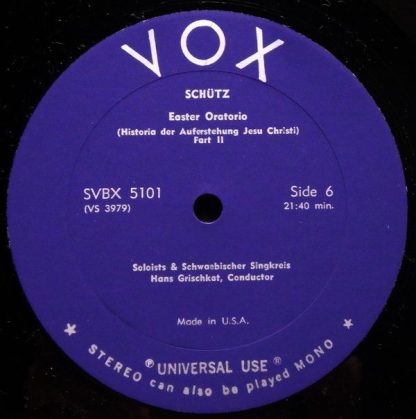 VOX
SCHÜTZ
Easter Oratorio
(Historia der Auferstehung Jesu Christi)
Part II
SVBX 5101
Side 6
(VS 3979)
21:40 min.
Soloists & Schwaebischer Singkreis
Hans Grischkat, Conductor
Made in U.S.A.
℗ UNIVERSAL USE ®
★ STEREO can also be played MONO ★